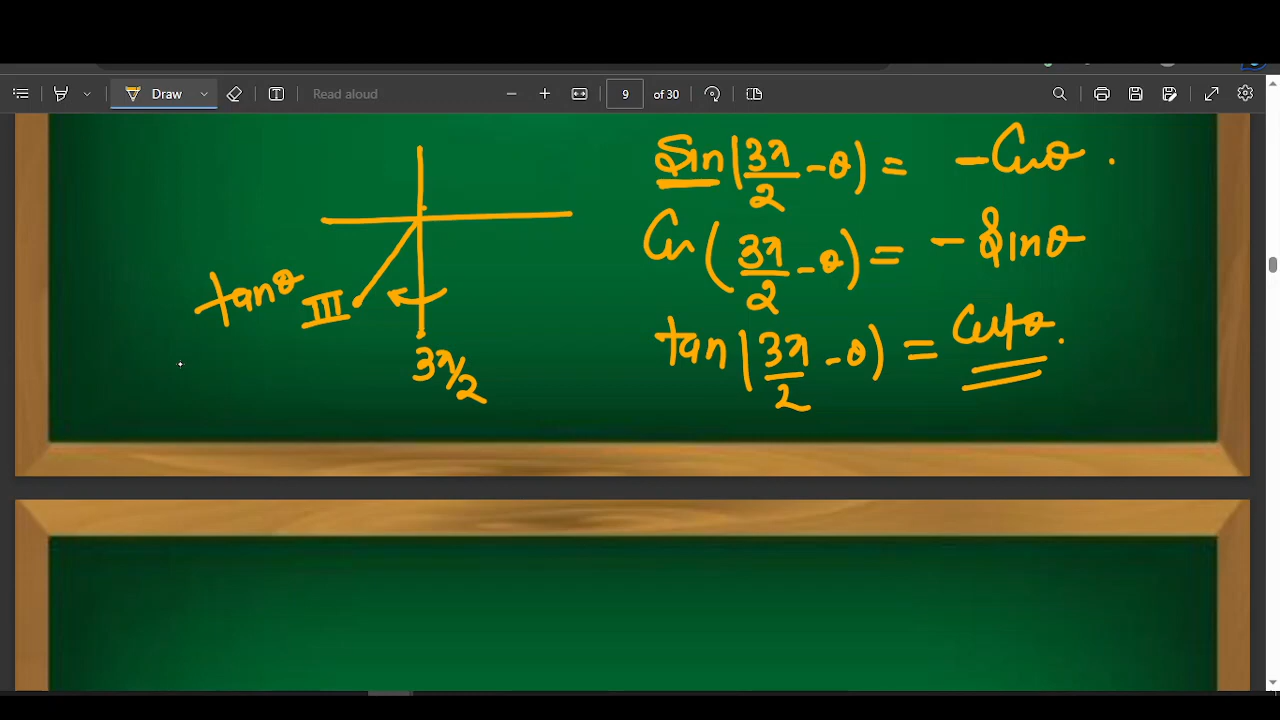 Draw
Read aloud
9 of 30
sin(3π/2 - θ) = -Cosθ.
Cos(3π/2 - θ) = - sinθ
tanθ III
tan(3π/2 - θ) = Cotθ.
3π/2